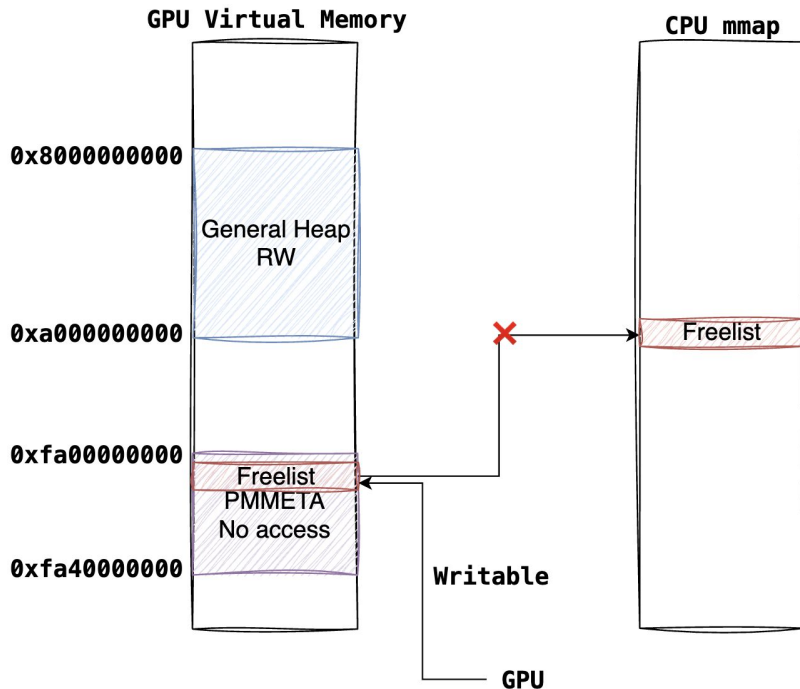 GPU Virtual Memory
CPU mmap
0x8000000000
General Heap
RW
0xa000000000
Freelist
0xfa00000000
Freelist
PMMETA
No access
0xfa40000000
Writable
GPU